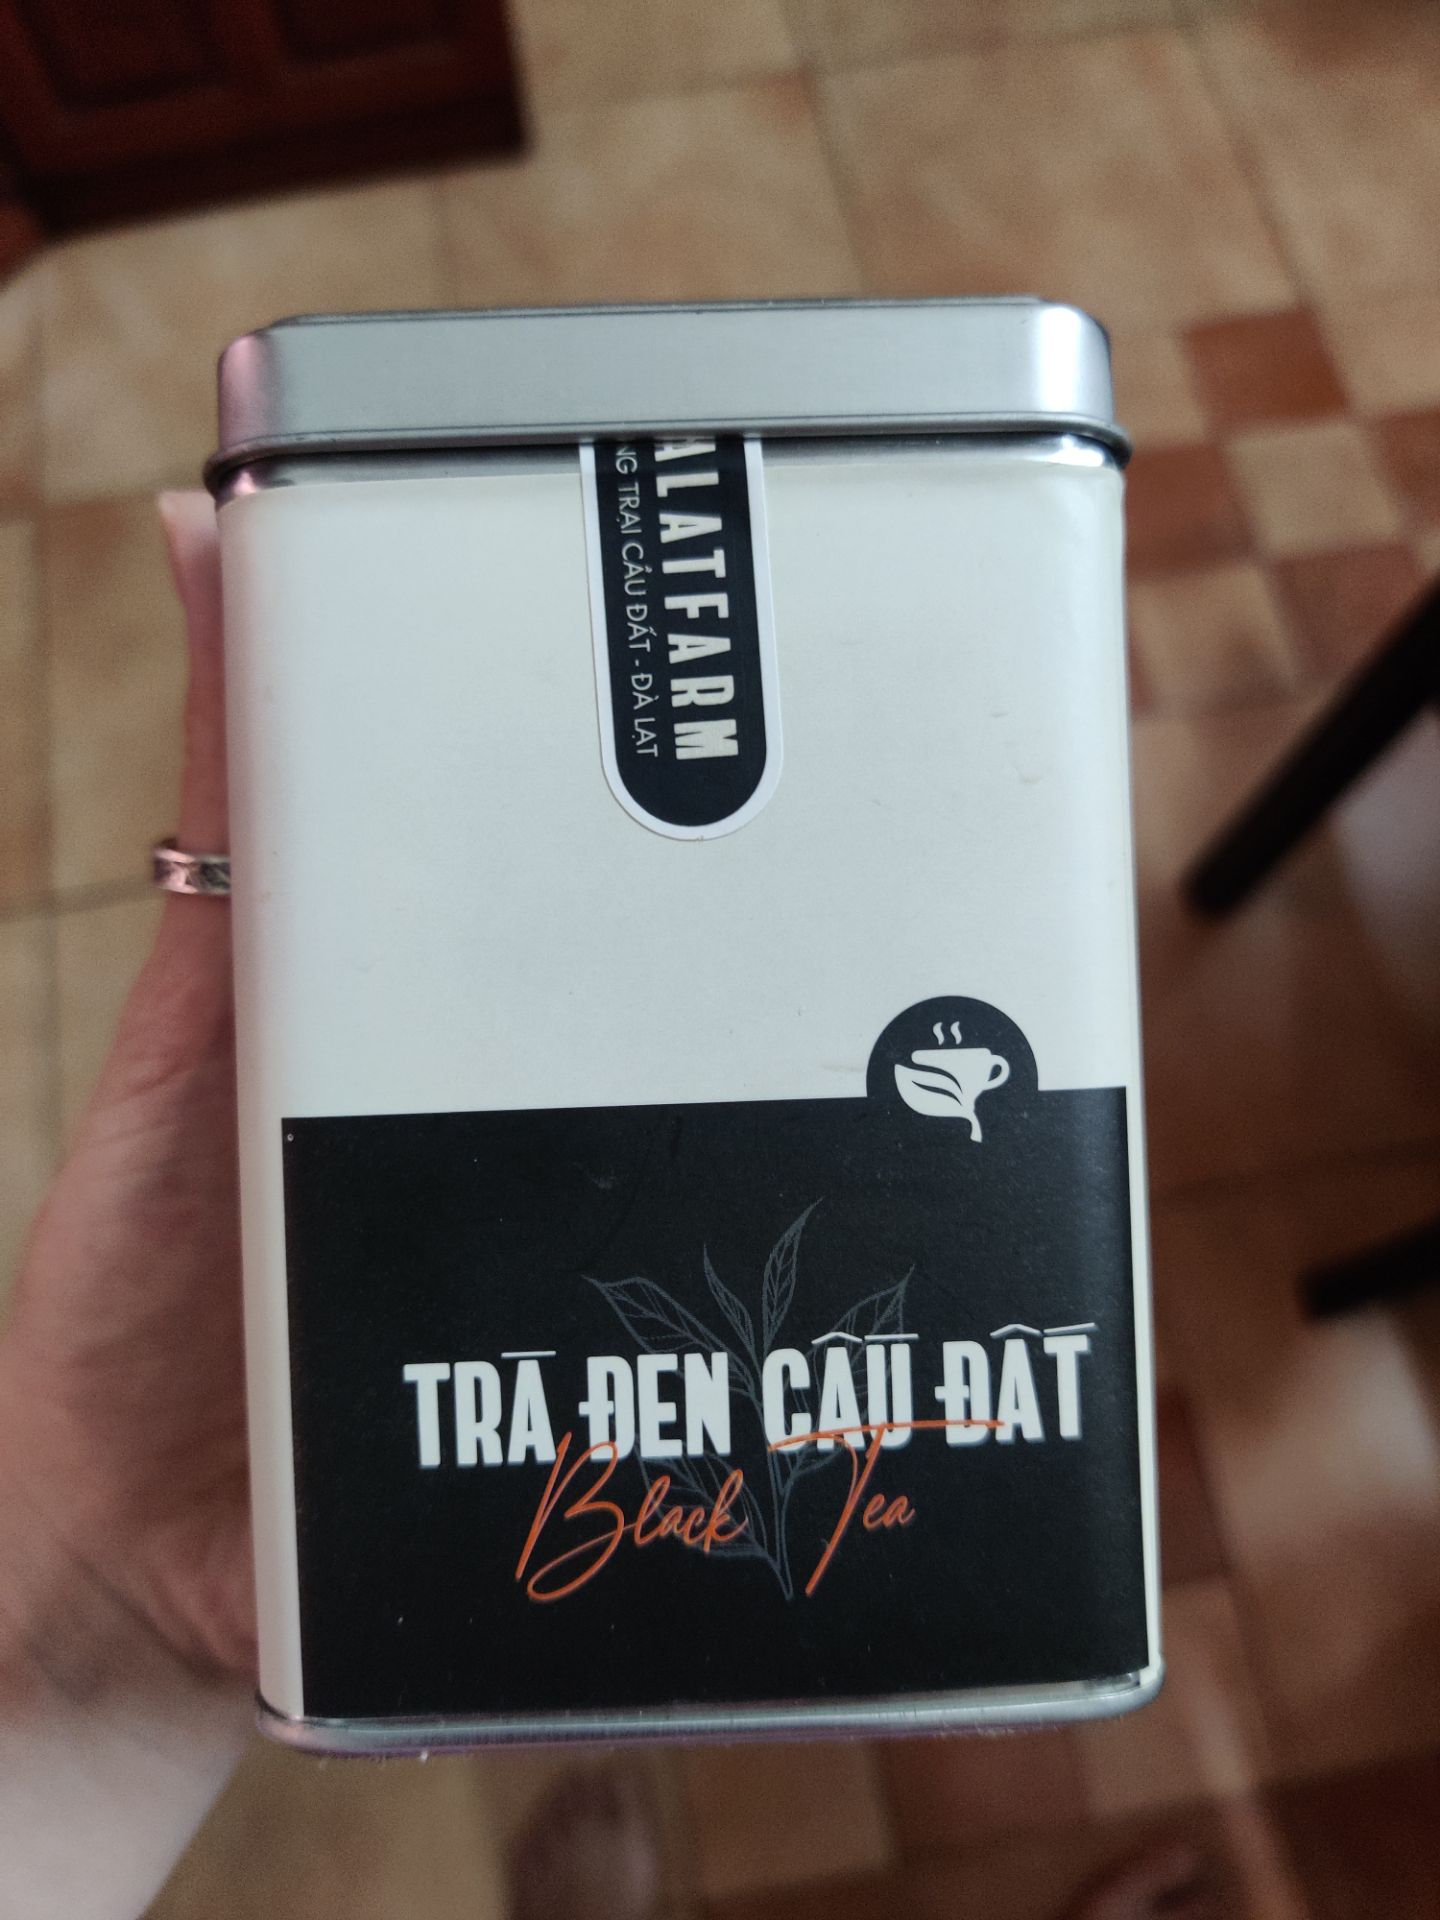 ALATFARM
NG TRẠI CẦU ĐẤT - ĐÀ LẠT
TRÀ ĐEN CẦU ĐẤT
Black Tea